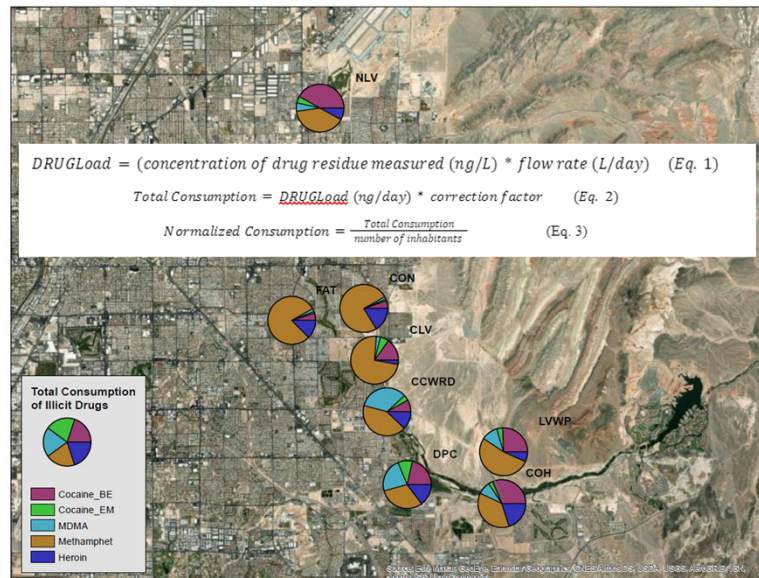 NLV
DRUGLoad = (concentration of drug residue measured (ng/L) * flow rate (L/day) (Eq. 1)
Total Consumption = DRUGLoad (ng/day) * correction factor (Eq. 2)
Normalized Consumption = Total Consumption / number of inhabitants (Eq. 3)
CON
FAT
CLV
CCWRD
LVWP
DPC
COH
Total Consumption
of Illicit Drugs
Cocaine_BE
Cocaine_EM
MDMA
Methamphet
Heroin